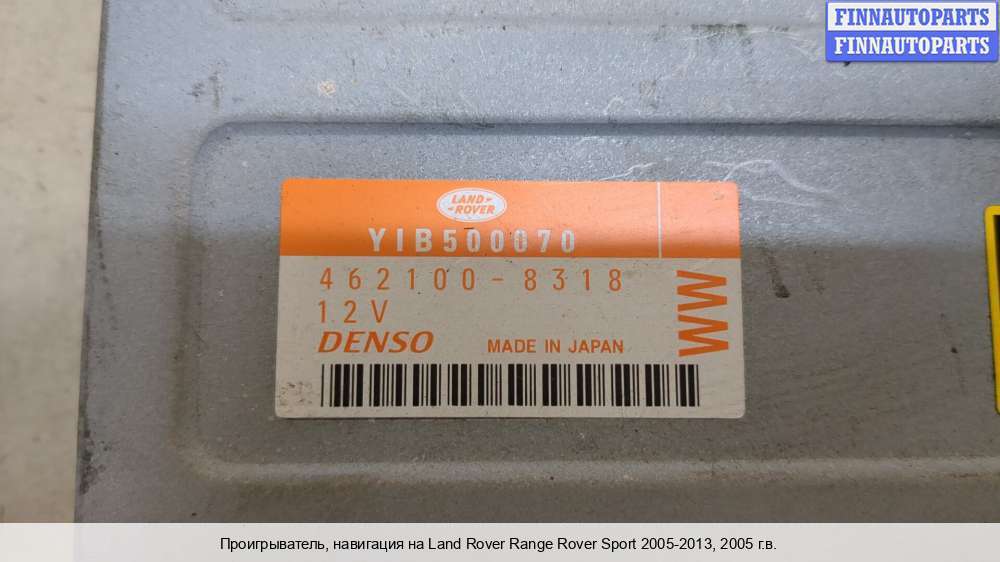 FINNAUTOPARTS
FINNAUTOPARTS
LAND
ROVER
YIB500070
462100-8318
12V
WW
DENSO MADE IN JAPAN
Проигрыватель, навигация на Land Rover Range Rover Sport 2005-2013, 2005 г.в.